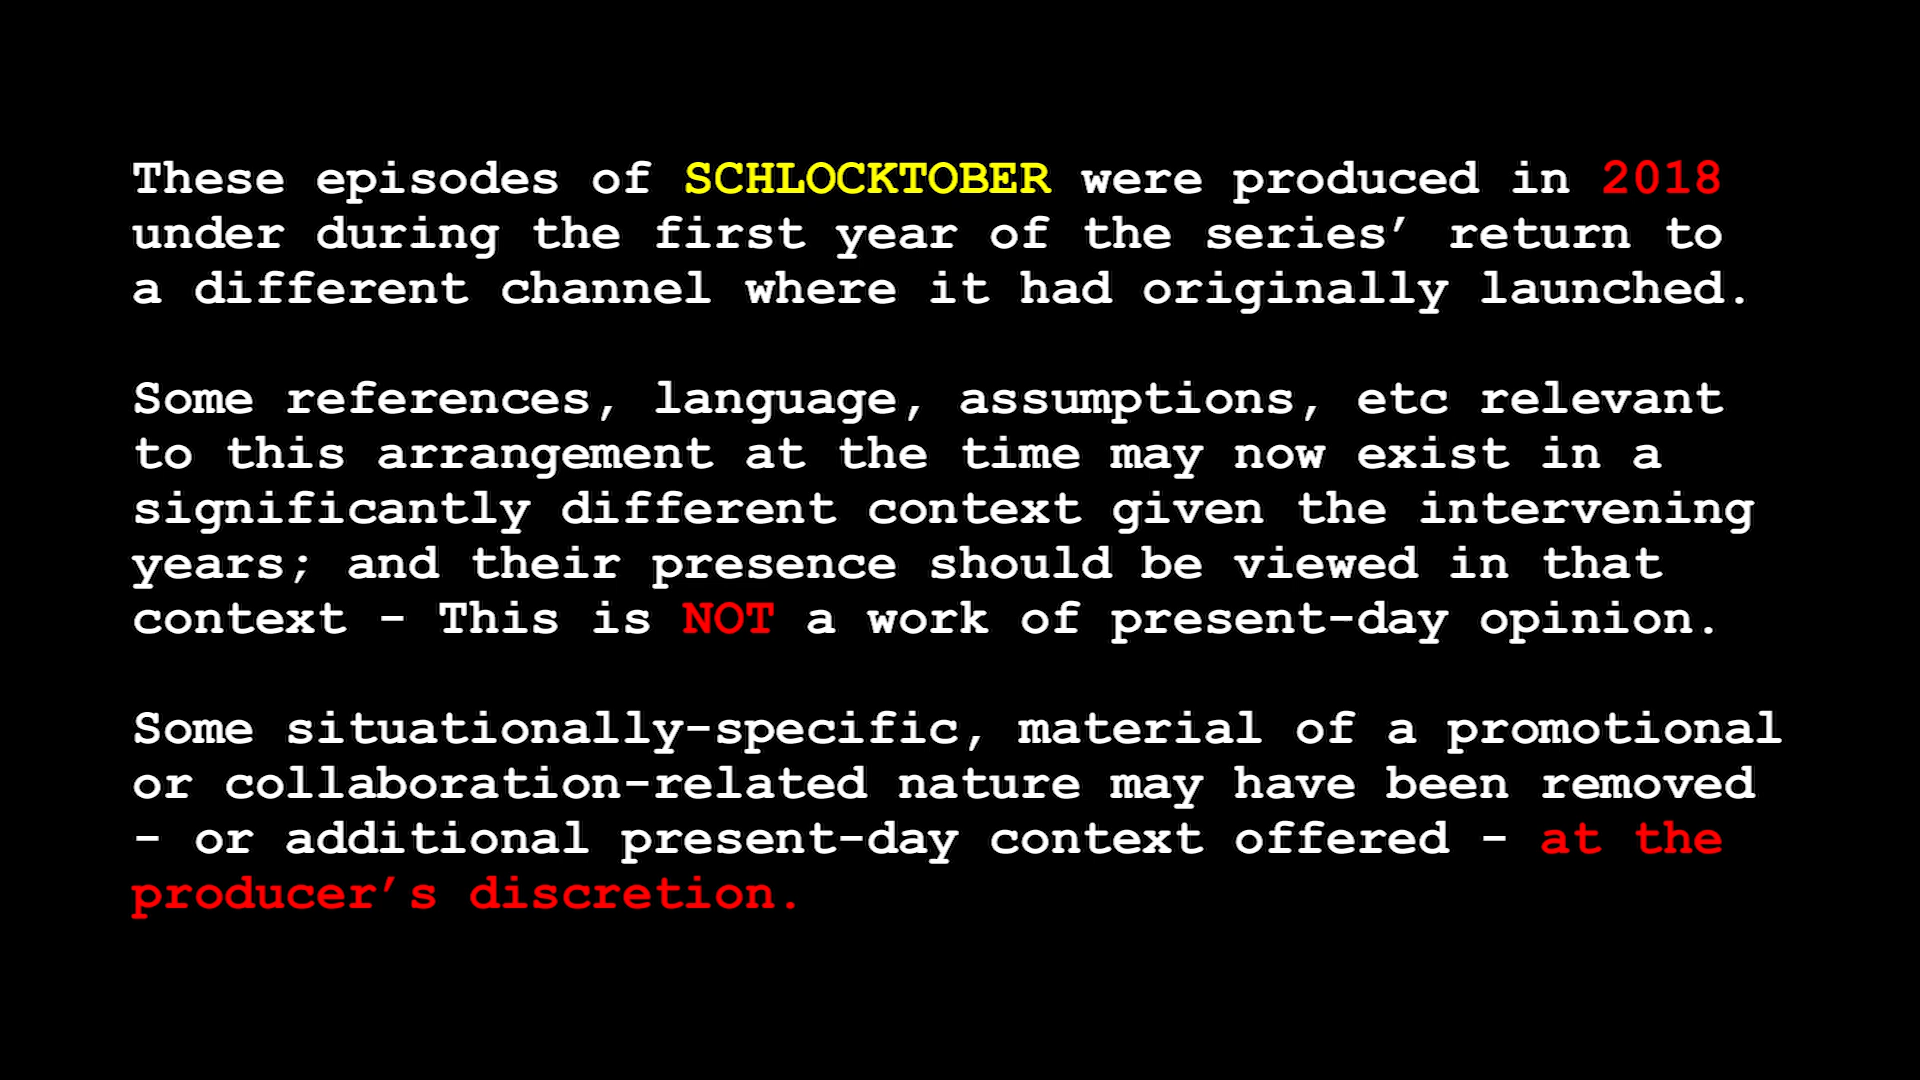 These episodes of SCHLOCKTOBER were produced in 2018
under during the first year of the series’ return to
a different channel where it had originally launched.
Some references, language, assumptions, etc relevant
to this arrangement at the time may now exist in a
significantly different context given the intervening
years; and their presence should be viewed in that
context - This is NOT a work of present-day opinion.
Some situationally-specific, material of a promotional
or collaboration-related nature may have been removed
- or additional present-day context offered - at the
producer’s discretion.